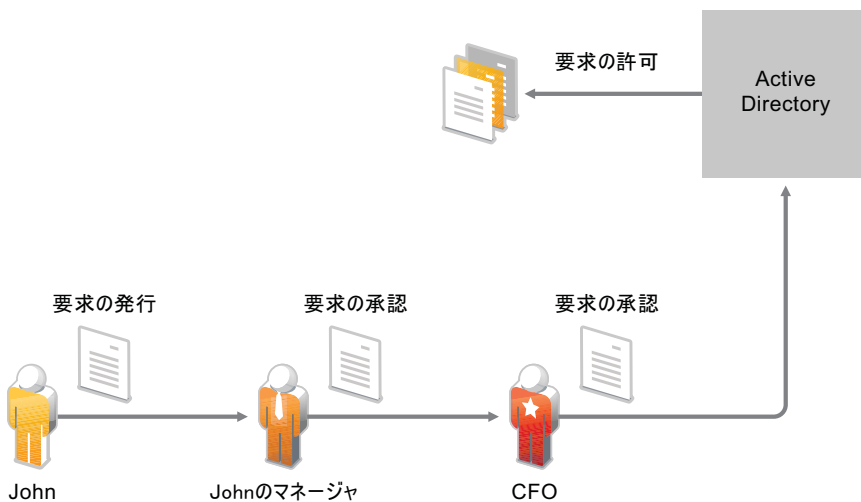 要求の許可
Active
Directory
要求の発行
要求の承認
要求の承認
John
Johnのマネージャ
CFO